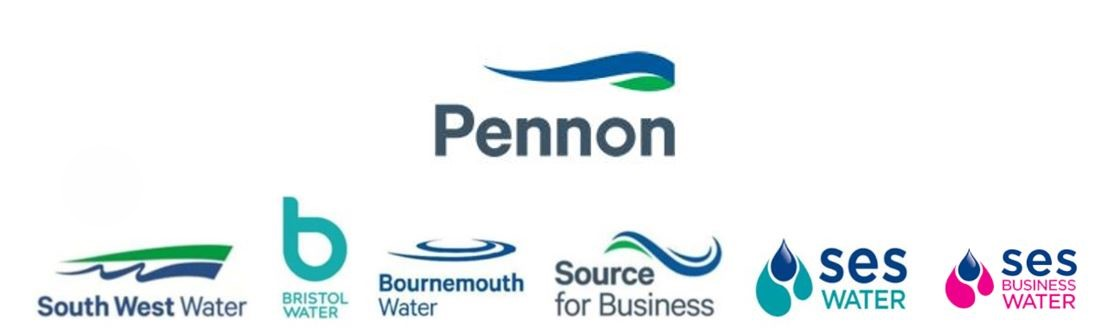 Pennon
South West Water
BRISTOL
WATER
Bournemouth
Water
Source
for Business
ses
WATER
ses
BUSINESS
WATER